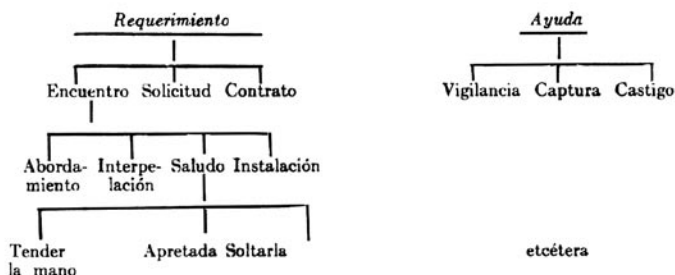 Requerimiento Ayuda
Encuentro Solicitud Contrato Vigilancia Captura Castigo
Aborda- Interpe- Saludo Instalación
miento lación
Tender Apretada Soltarla etcétera
la mano